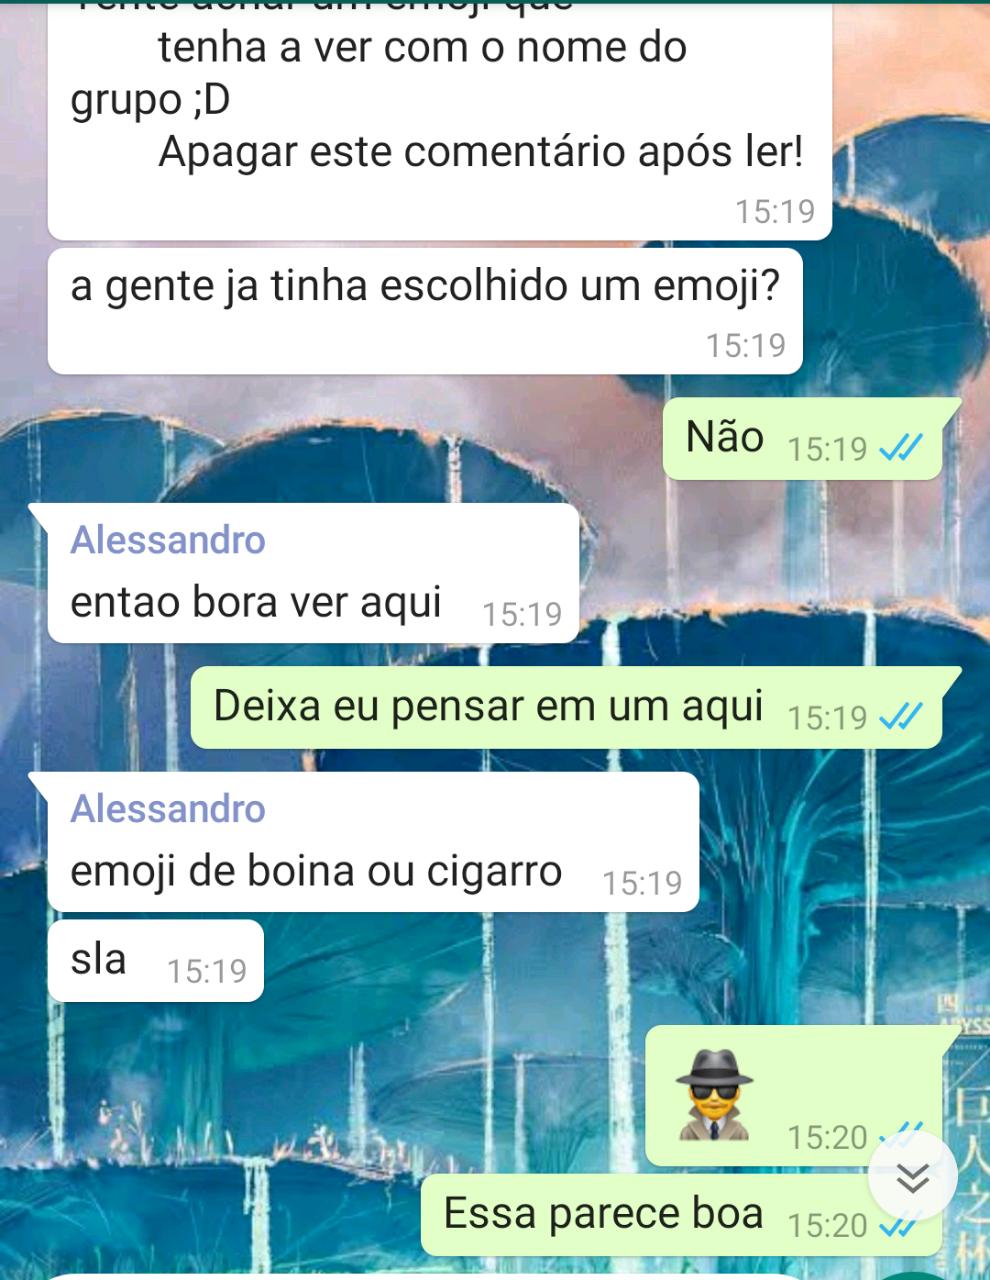 tenha a ver com o nome do
grupo ;D
Apagar este comentário após ler!
15:19
a gente ja tinha escolhido um emoji?
15:19
Não 15:19
Alessandro
entao bora ver aqui 15:19
Deixa eu pensar em um aqui 15:19
Alessandro
emoji de boina ou cigarro 15:19
sla 15:19
15:20
Essa parece boa 15:20
巨
人
之